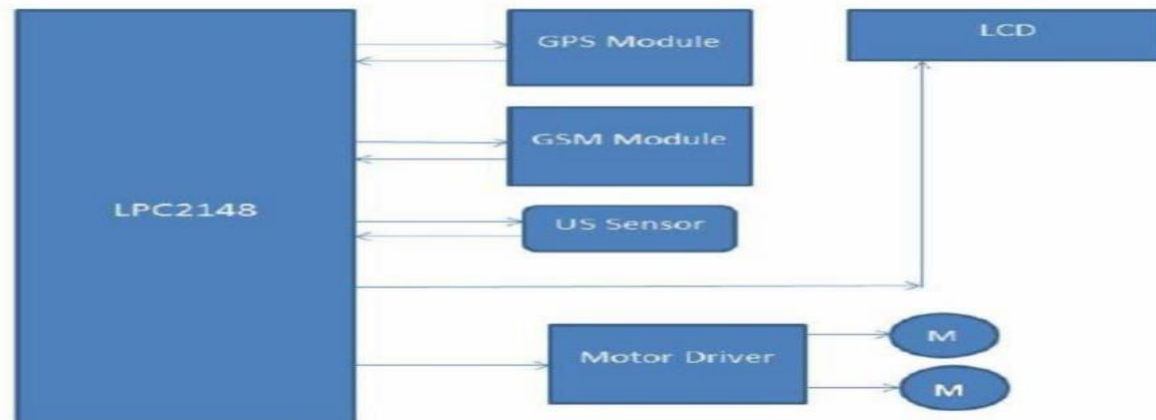 GPS Module
LCD
GSM Module
LPC2148
US Sensor
Motor Driver
M
M